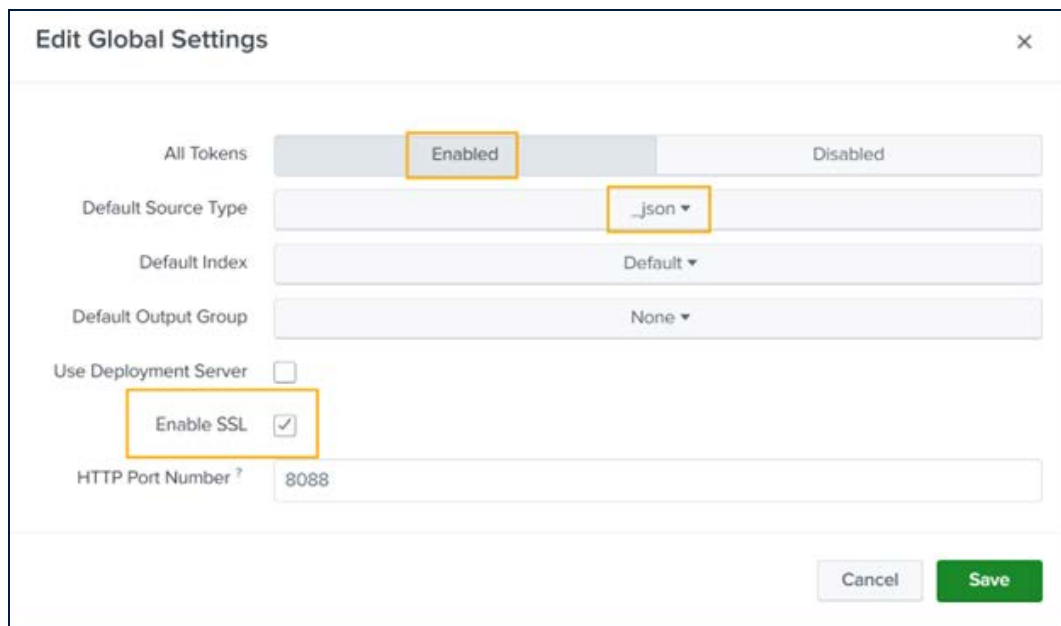 Edit Global Settings
All Tokens Enabled Disabled
Default Source Type _json
Default Index Default
Default Output Group None
Use Deployment Server
Enable SSL
HTTP Port Number ? 8088
Cancel Save